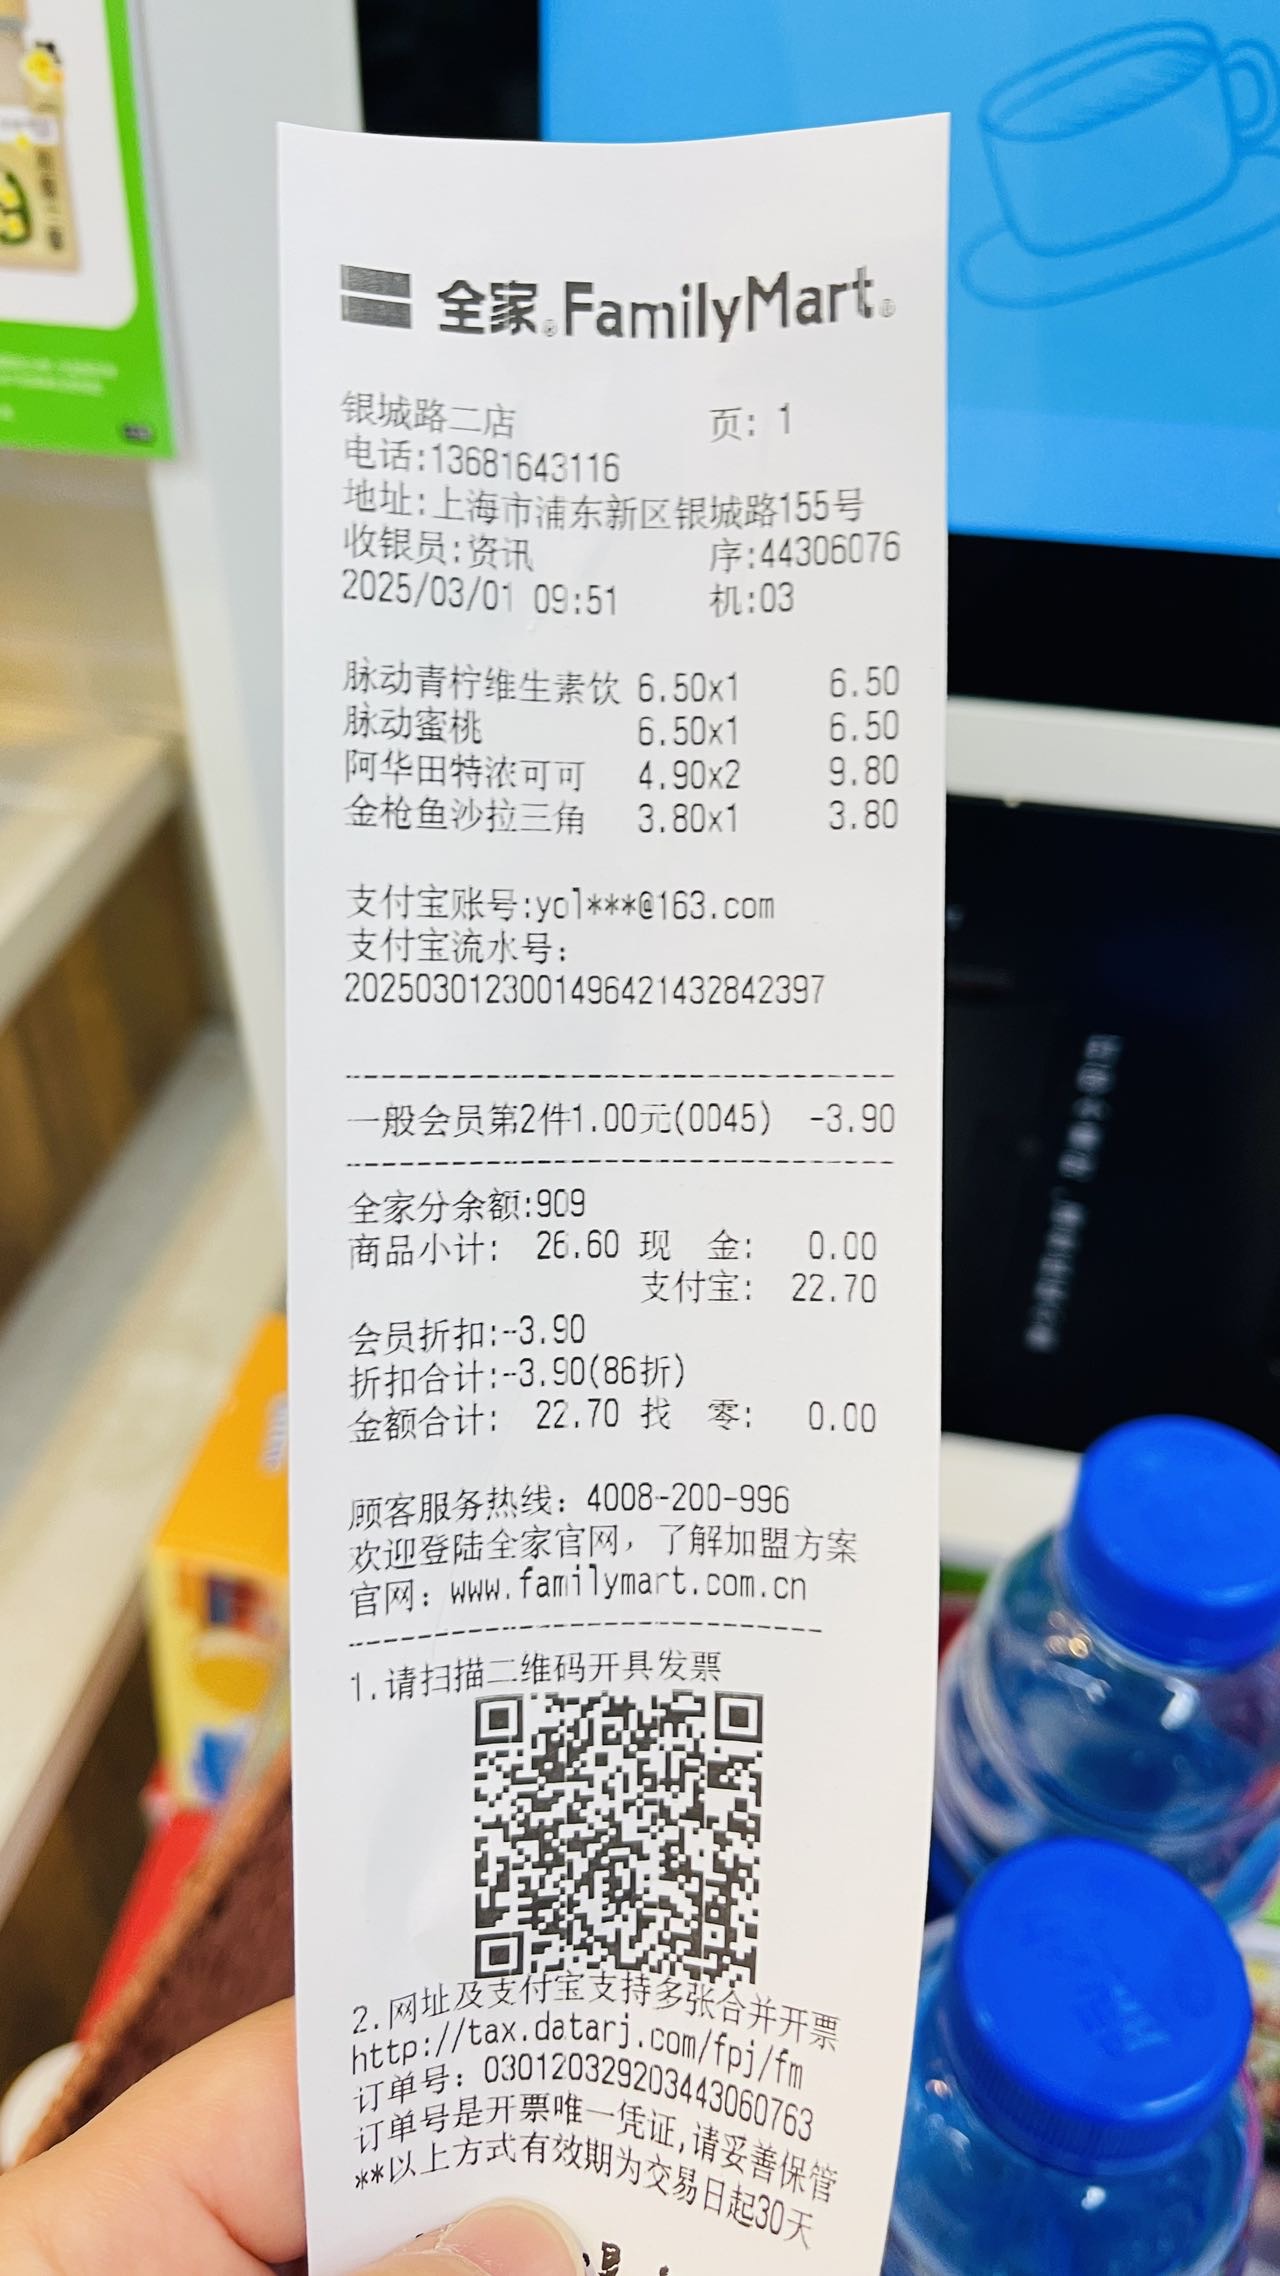 全家 FamilyMart
银城路二店 页: 1
电话:13681643116
地址:上海市浦东新区银城路155号
收银员:资讯 序:44306076
2025/03/01 09:51 机:03
脉动青柠维生素饮 6.50x1 6.50
脉动蜜桃 6.50x1 6.50
阿华田特浓可可 4.90x2 9.80
金枪鱼沙拉三角 3.80x1 3.80
支付宝账号:yol***@163.com
支付宝流水号:
2025030123001496421432842397
一般会员第2件1.00元(0045) -3.90
全家分余额:909
商品小计: 26.60 现 金: 0.00
支付宝: 22.70
会员折扣:-3.90
折扣合计:-3.90(86折)
金额合计: 22.70 找 零: 0.00
顾客服务热线: 4008-200-996
欢迎登陆全家官网, 了解加盟方案
官网: www.familymart.com.cn
1.请扫描二维码开具发票
2.网址及支付宝支持多张合并开票
http://tax.datarj.com/fpj/fm
订单号: 0301203292034430607​63
订单号是开票唯一凭证,请妥善保管
**以上方式有效期为交易日起30天